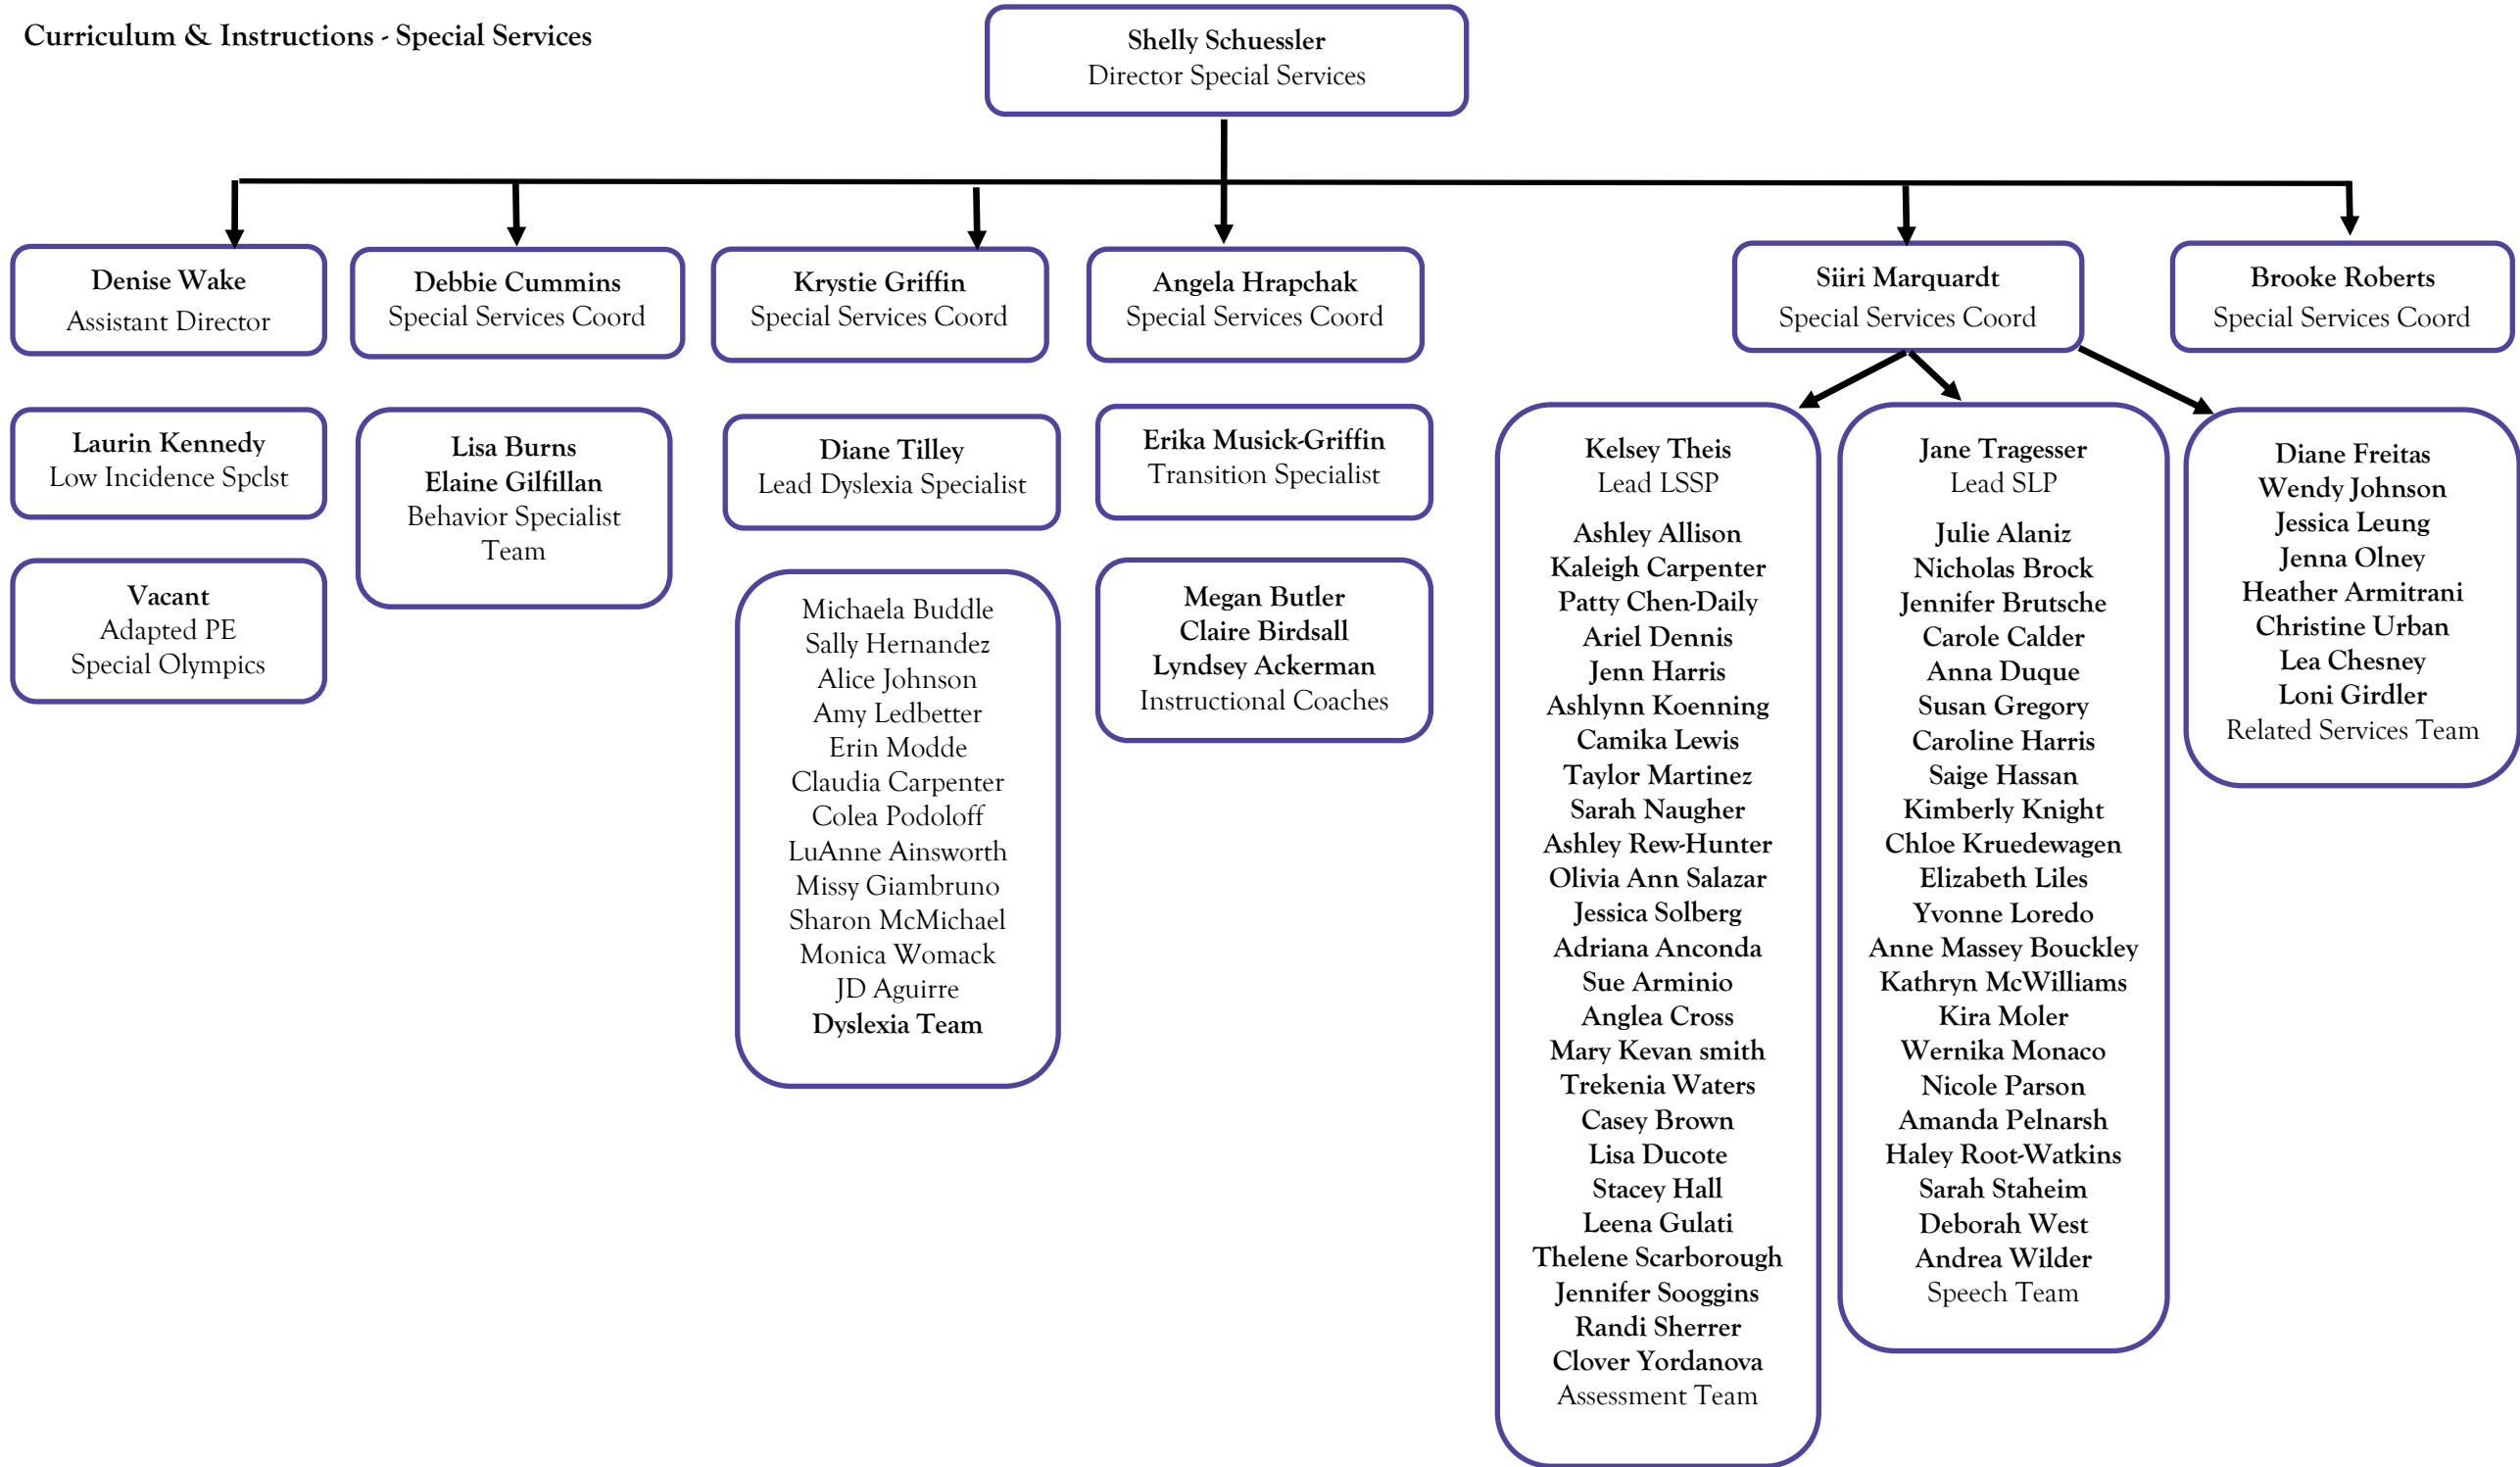 Curriculum & Instructions - Special Services
Shelly Schuessler
Director Special Services
Denise Wake
Assistant Director
Debbie Cummins
Special Services Coord
Krystie Griffin
Special Services Coord
Angela Hrapchak
Special Services Coord
Siiri Marquardt
Special Services Coord
Brooke Roberts
Special Services Coord
Laurin Kennedy
Low Incidence Spclst
Vacant
Adapted PE
Special Olympics
Lisa Burns
Elaine Gilfillan
Behavior Specialist
Team
Diane Tilley
Lead Dyslexia Specialist
Michaela Buddle
Sally Hernandez
Alice Johnson
Amy Ledbetter
Erin Modde
Claudia Carpenter
Colea Podoloff
LuAnne Ainsworth
Missy Giambruno
Sharon McMichael
Monica Womack
JD Aguirre
Dyslexia Team
Erika Musick-Griffin
Transition Specialist
Megan Butler
Claire Birdsall
Lyndsey Ackerman
Instructional Coaches
Kelsey Theis
Lead LSSP
Ashley Allison
Kaleigh Carpenter
Patty Chen-Daily
Ariel Dennis
Jenn Harris
Ashlynn Koenning
Camika Lewis
Taylor Martinez
Sarah Naugher
Ashley Rew-Hunter
Olivia Ann Salazar
Jessica Solberg
Adriana Anconda
Sue Arminio
Anglea Cross
Mary Kevan smith
Trekenia Waters
Casey Brown
Lisa Ducote
Stacey Hall
Leena Gulati
Thelene Scarborough
Jennifer Sooggins
Randi Sherrer
Clover Yordanova
Assessment Team
Jane Tragesser
Lead SLP
Julie Alaniz
Nicholas Brock
Jennifer Brutsche
Carole Calder
Anna Duque
Susan Gregory
Caroline Harris
Saige Hassan
Kimberly Knight
Chloe Kruedewagen
Elizabeth Liles
Yvonne Loredo
Anne Massey Bouckley
Kathryn McWilliams
Kira Moler
Wernika Monaco
Nicole Parson
Amanda Pelnarsh
Haley Root-Watkins
Sarah Staheim
Deborah West
Andrea Wilder
Speech Team
Diane Freitas
Wendy Johnson
Jessica Leung
Jenna Olney
Heather Armitrani
Christine Urban
Lea Chesney
Loni Girdler
Related Services Team